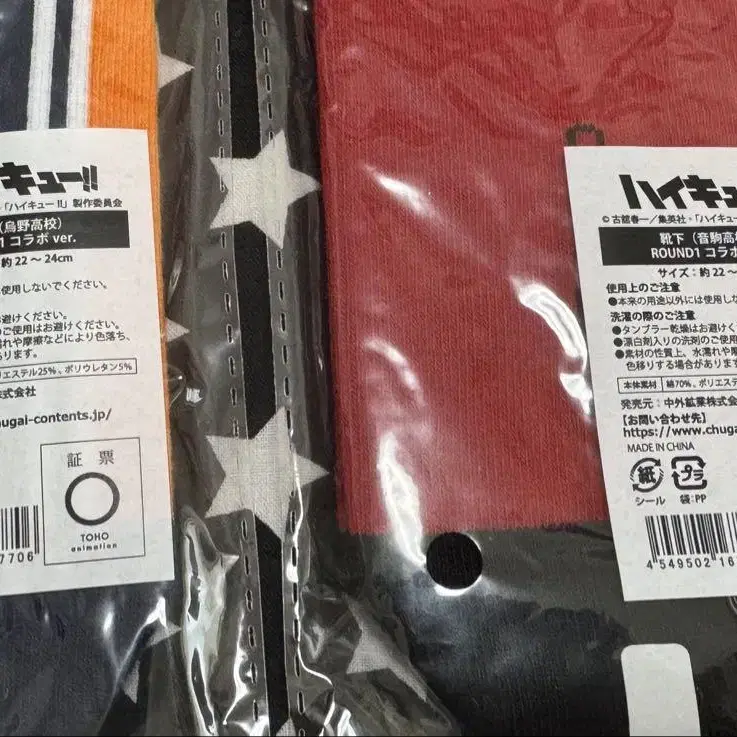 キュー!!
・「ハイキュー!!」製作委員会
(烏野高校)
1 コラボ ver.
約22～24cm
使用しないでください。
お避けください。
のご使用はお避けください。
濡れや摩擦などにより色落ち、
あります。
リエステル25%、ポリウレタン5%
株式会社
chugai-contents.jp/
証票
TOHO
animation
7706
ハイキュー
© 古舘春一／集英社・「ハイキュー
靴下（音駒高校
ROUND1 コラボ
サイズ：約22～
使用上のご注意
●本来の用途以外には使用しな
洗濯の際のご注意
●タンブラー乾燥はお避けく
●漂白剤入りの洗剤のご使用
●素材の性質上、水濡れや摩
色移りする場合があります
本体素材 綿70%、ポリエステ
発売元：中外鉱業株式会
【お問い合わせ先】
https://www.chuga
MADE IN CHINA
紙 プラ
シール 袋:PP
4 549502 16